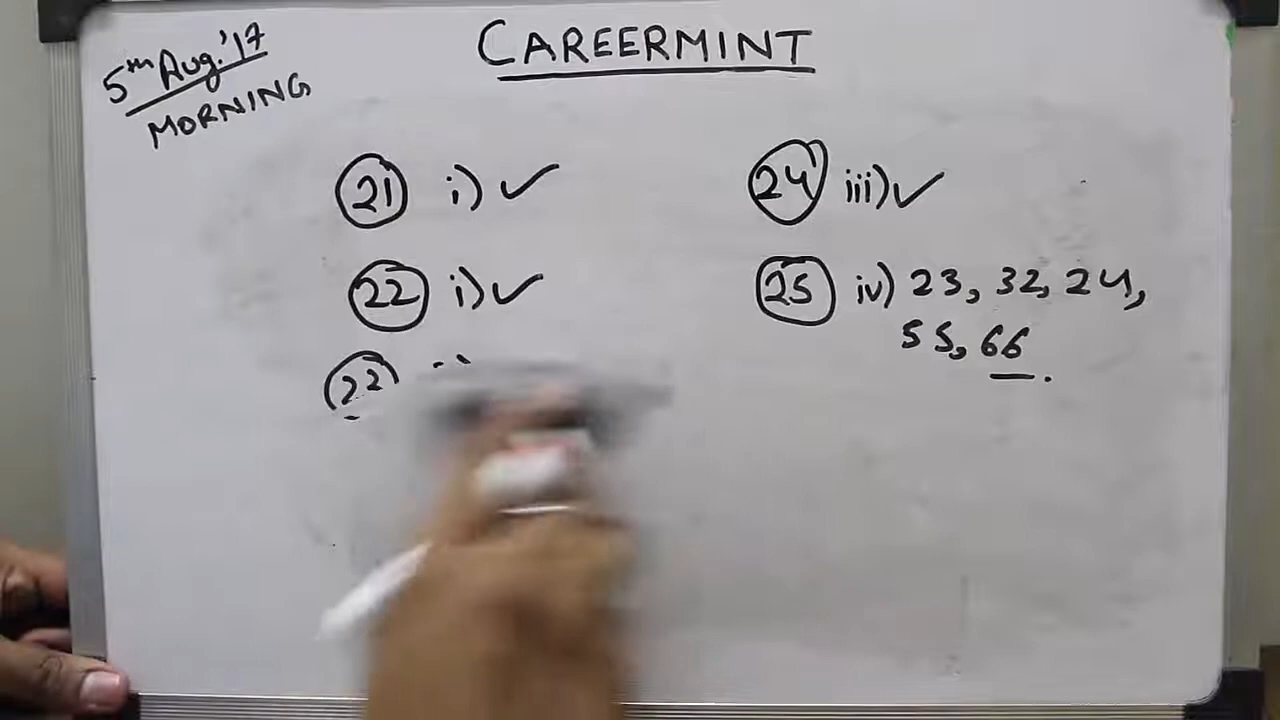 CAREERMINT
5th Aug.'17
MORNING
21 i) ✓
22 i) ✓
24 iii) ✓
25 iv) 23, 32, 24,
55, 66.